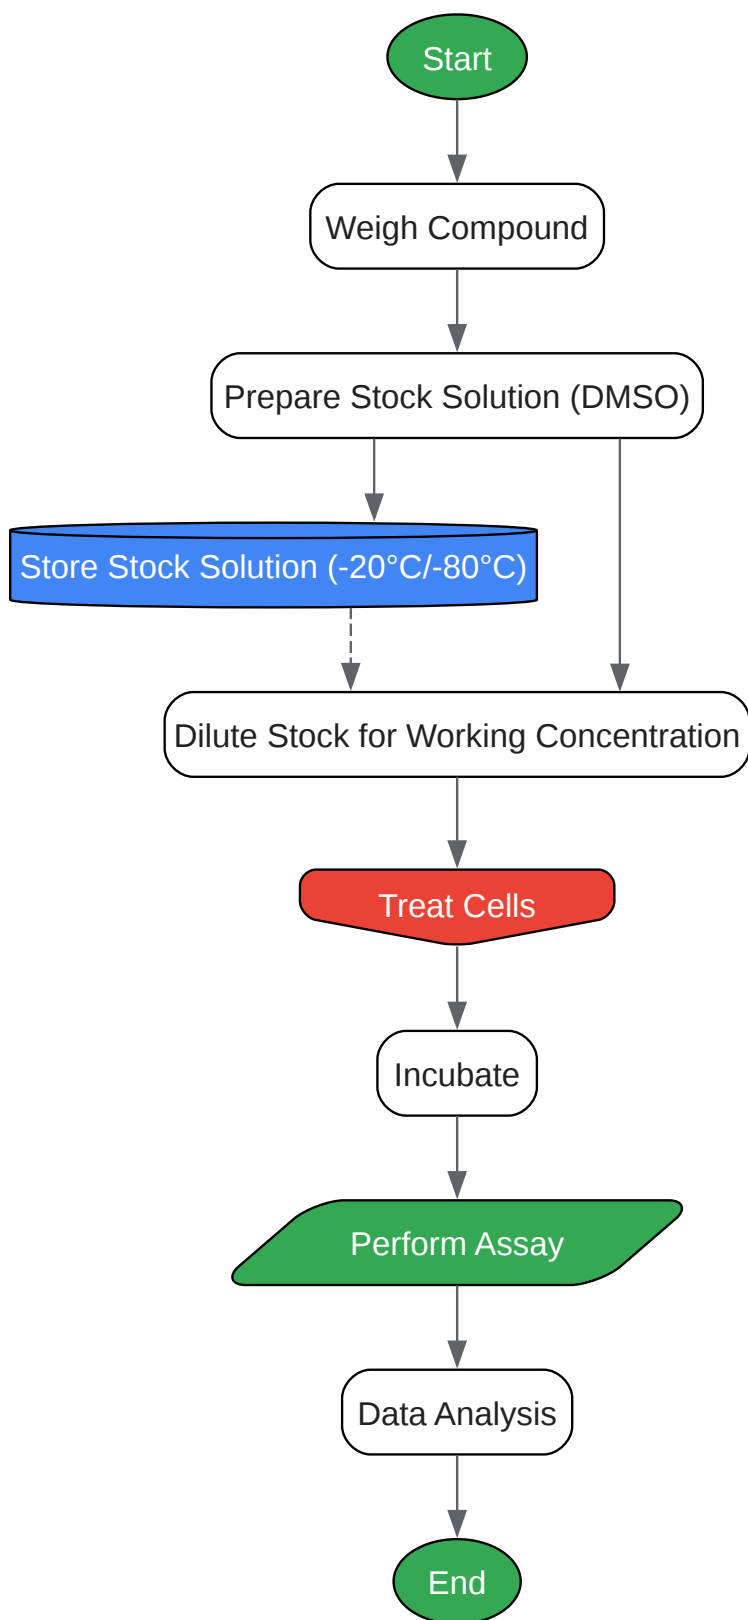 Start
Weigh Compound
Prepare Stock Solution (DMSO)
Store Stock Solution (-20°C/-80°C)
Dilute Stock for Working Concentration
Treat Cells
Incubate
Perform Assay
Data Analysis
End